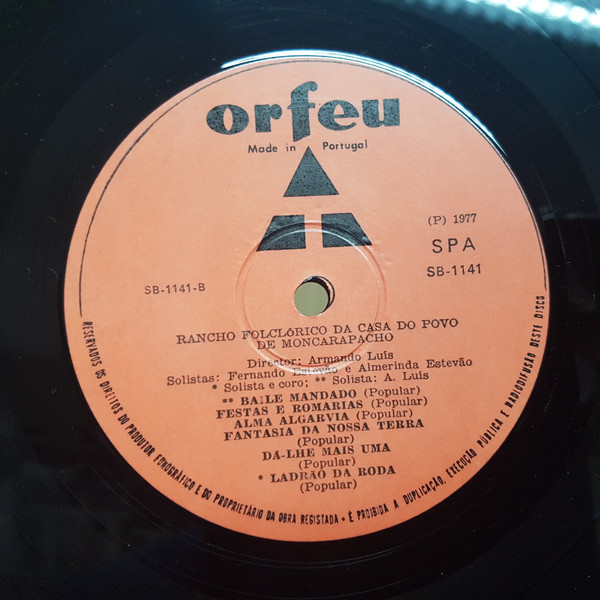 orfeu
Made in Portugal
(P) 1977
SPA
SB-1141-B
SB-1141
RANCHO FOLCLÓRICO DA CASA DO POVO
DE MONCARAPACHO
Director: Armando Luís
Solistas: Fernando Estevão e Almerinda Estevão
* Solista e coro; ** Solista: A. Luís
** BAILE MANDADO (Popular)
FESTAS E ROMARIAS (Popular)
ALMA ALGARVIA (Popular)
FANTASIA DA NOSSA TERRA
(Popular)
DA-LHE MAIS UMA
(Popular)
* LADRÃO DA RODA
(Popular)
RESERVADOS OS DIREITOS DO PRODUTOR FONOGRÁFICO E DO PROPRIETÁRIO DA OBRA REGISTADA • É PROIBIDA A DUPLICAÇÃO, EXECUÇÃO PÚBLICA E RADIODIFUSÃO DESTE DISCO